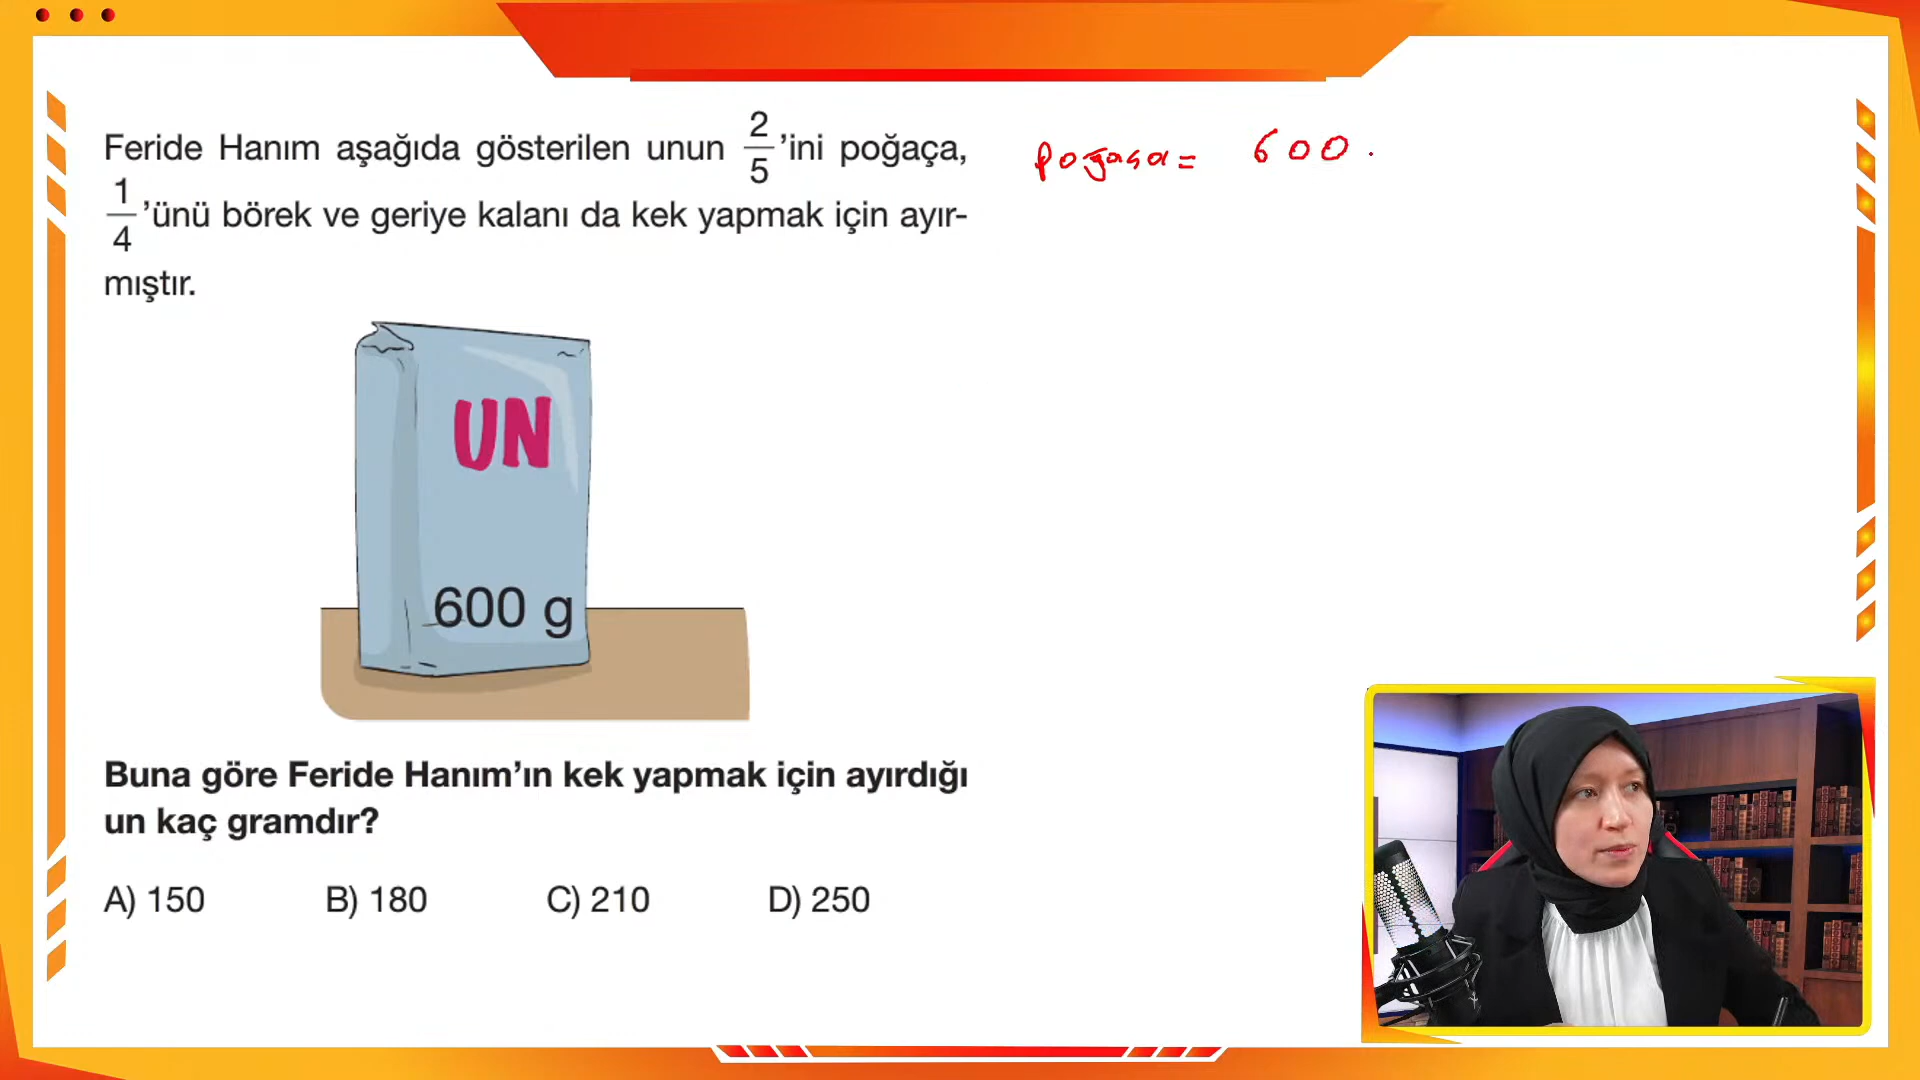 Feride Hanım aşağıda gösterilen unun 2/5 'ini poğaça,
1/4 'ünü börek ve geriye kalanı da kek yapmak için ayır-
mıştır.
Poğaça = 600 .
UN
600 g
Buna göre Feride Hanım'ın kek yapmak için ayırdığı
un kaç gramdır?
A) 150 B) 180 C) 210 D) 250